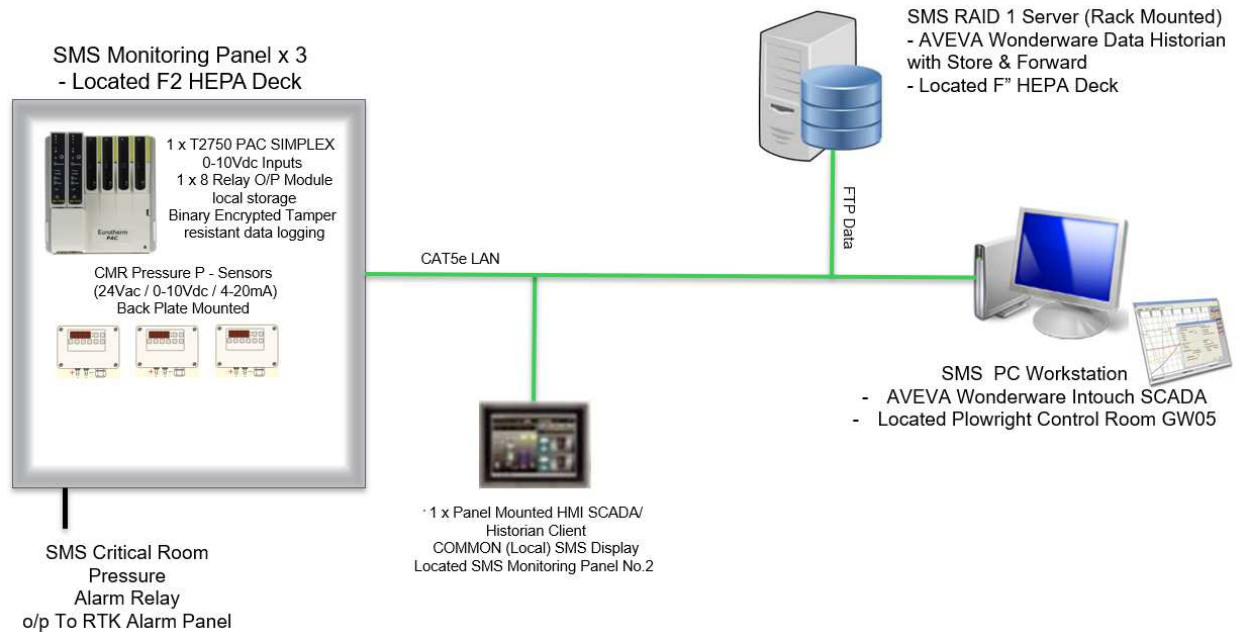 SMS Monitoring Panel x 3
- Located F2 HEPA Deck
1 x T2750 PAC SIMPLEX
0-10Vdc Inputs
1 x 8 Relay O/P Module
local storage
Binary Encrypted Tamper
resistant data logging
Eurotherm
PAC
CMR Pressure P - Sensors
(24Vac / 0-10Vdc / 4-20mA)
Back Plate Mounted
SMS Critical Room
Pressure
Alarm Relay
o/p To RTK Alarm Panel
CAT5e LAN
1 x Panel Mounted HMI SCADA/
Historian Client
COMMON (Local) SMS Display
Located SMS Monitoring Panel No.2
SMS RAID 1 Server (Rack Mounted)
- AVEVA Wonderware Data Historian
with Store & Forward
- Located F" HEPA Deck
FTP Data
SMS PC Workstation
- AVEVA Wonderware Intouch SCADA
- Located Plowright Control Room GW05